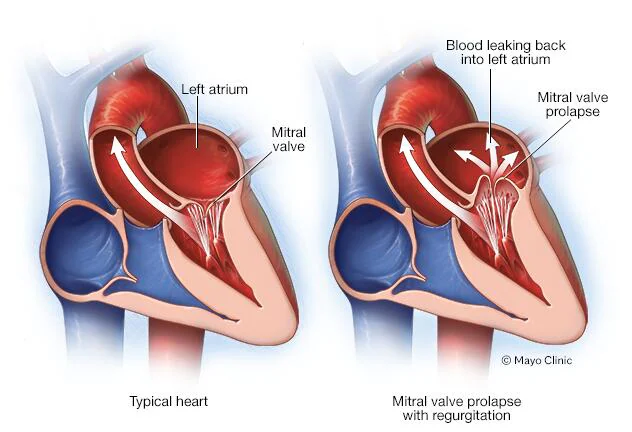 Left atrium
Mitral
valve
Typical heart
Blood leaking back
into left atrium
Mitral valve
prolapse
© Mayo Clinic
Mitral valve prolapse
with regurgitation